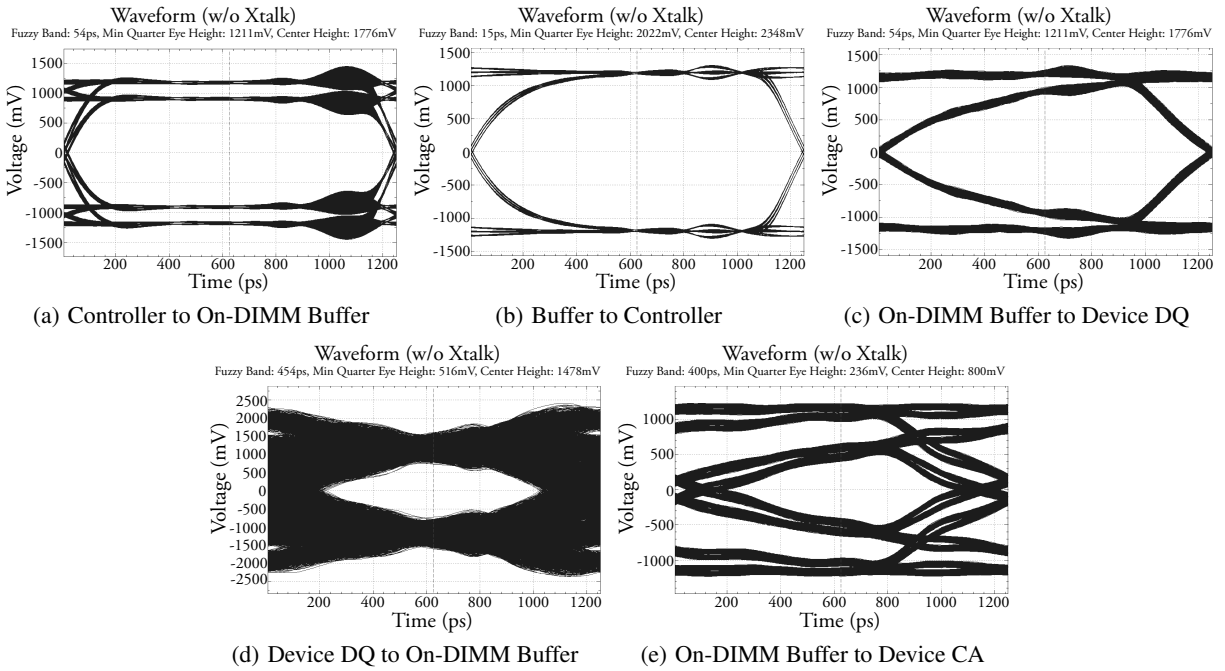 Waveform (w/o Xtalk)
Fuzzy Band: 54ps, Min Quarter Eye Height: 1211mV, Center Height: 1776mV
1500
1000
500
0
-500
-1000
-1500
Voltage (mV)
200 400 600 800 1000 1200
Time (ps)
(a) Controller to On-DIMM Buffer
Waveform (w/o Xtalk)
Fuzzy Band: 15ps, Min Quarter Eye Height: 2022mV, Center Height: 2348mV
1500
1000
500
0
-500
-1000
-1500
Voltage (mV)
200 400 600 800 1000 1200
Time (ps)
(b) Buffer to Controller
Waveform (w/o Xtalk)
Fuzzy Band: 54ps, Min Quarter Eye Height: 1211mV, Center Height: 1776mV
1500
1000
500
0
-500
-1000
-1500
Voltage (mV)
200 400 600 800 1000 1200
Time (ps)
(c) On-DIMM Buffer to Device DQ
Waveform (w/o Xtalk)
Fuzzy Band: 454ps, Min Quarter Eye Height: 516mV, Center Height: 1478mV
2500
2000
1500
1000
500
0
-500
-1000
-1500
-2000
-2500
Voltage (mV)
200 400 600 800 1000 1200
Time (ps)
(d) Device DQ to On-DIMM Buffer
Waveform (w/o Xtalk)
Fuzzy Band: 400ps, Min Quarter Eye Height: 236mV, Center Height: 800mV
1000
500
0
-500
-1000
Voltage (mV)
200 400 600 800 1000 1200
Time (ps)
(e) On-DIMM Buffer to Device CA